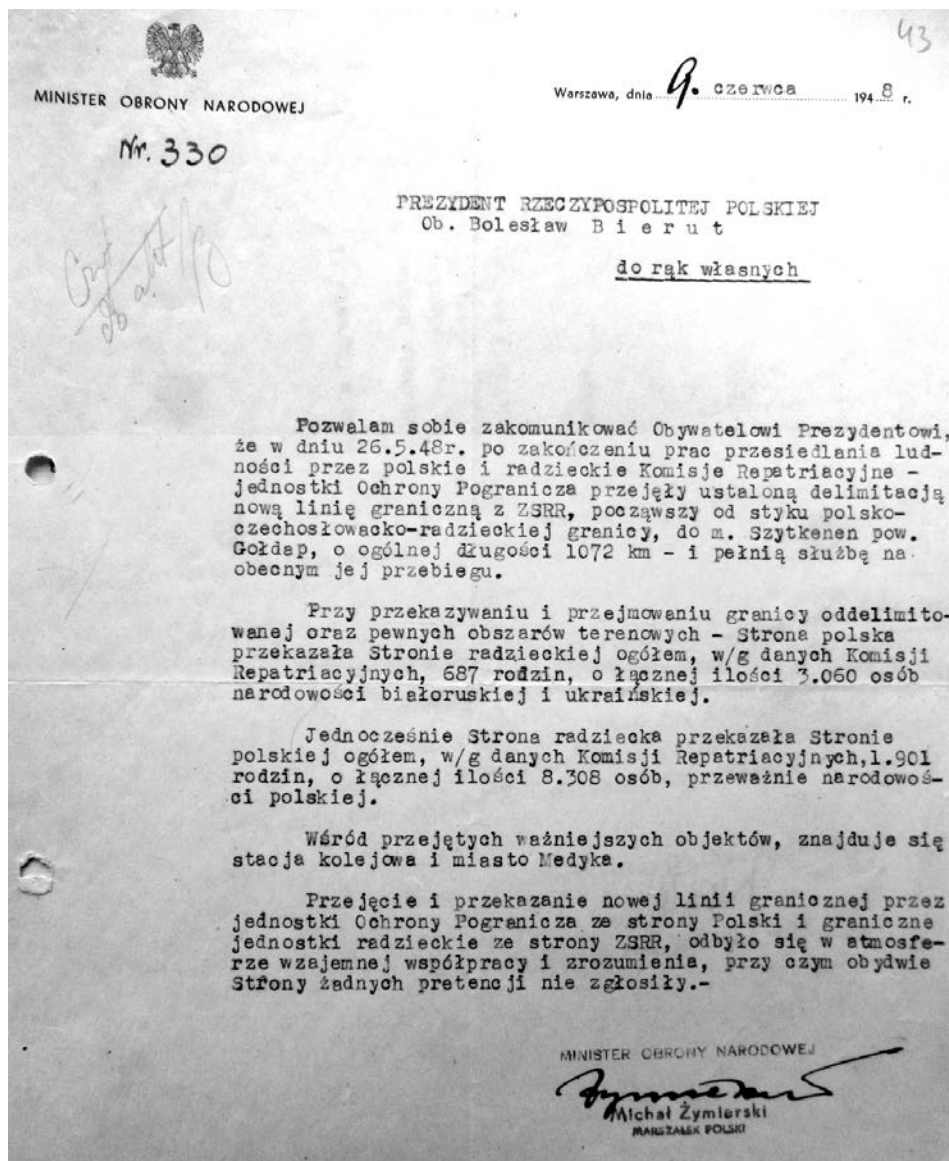 43
MINISTER OBRONY NARODOWEJ
Warszawa, dnia 9. czerwca 1948 r.
Nr. 330
PREZYDENT RZECZYPOSPOLITEJ POLSKIEJ
Ob. Bolesław B i e r u t
do rąk własnych
Pozwalam sobie zakomunikować Obywatelowi Prezydentowi,
że w dniu 26.5.48r. po zakończeniu prac przesiedlania lud-
ności przez polskie i radzieckie Komisje Repatriacyjne -
jednostki Ochrony Pogranicza przejęły ustaloną delimitacją
nową linię graniczną z ZSRR, począwszy od styku polsko-
czechosłowacko-radzieckiej granicy, do m. Szytkenen pow.
Gołdap, o ogólnej długości 1072 km - i pełnią służbę na
obecnym jej przebiegu.
Przy przekazywaniu i przejmowaniu granicy oddelimito-
wanej oraz pewnych obszarów terenowych - Strona polska
przekazała Stronie radzieckiej ogółem, w/g danych Komisji
Repatriacyjnych, 687 rodzin, o łącznej ilości 3.060 osób
narodowości białoruskiej i ukraińskiej.
Jednocześnie Strona radziecka przekazała Stronie
polskiej ogółem, w/g danych Komisji Repatriacyjnych,1.901
rodzin, o łącznej ilości 8.308 osób, przeważnie narodowoś-
ci polskiej.
Wśród przejętych ważniejszych objektów, znajduje się
stacja kolejowa i miasto Medyka.
Przejęcie i przekazanie nowej linii granicznej przez
jednostki Ochrony Pogranicza ze strony Polski i graniczne
jednostki radzieckie ze strony ZSRR, odbyło się w atmosfe-
rze wzajemnej współpracy i zrozumienia, przy czym obydwie
Strony żadnych pretencji nie zgłosiły.-
MINISTER OBRONY NARODOWEJ
Michał Żymierski
MARSZAŁEK POLSKI